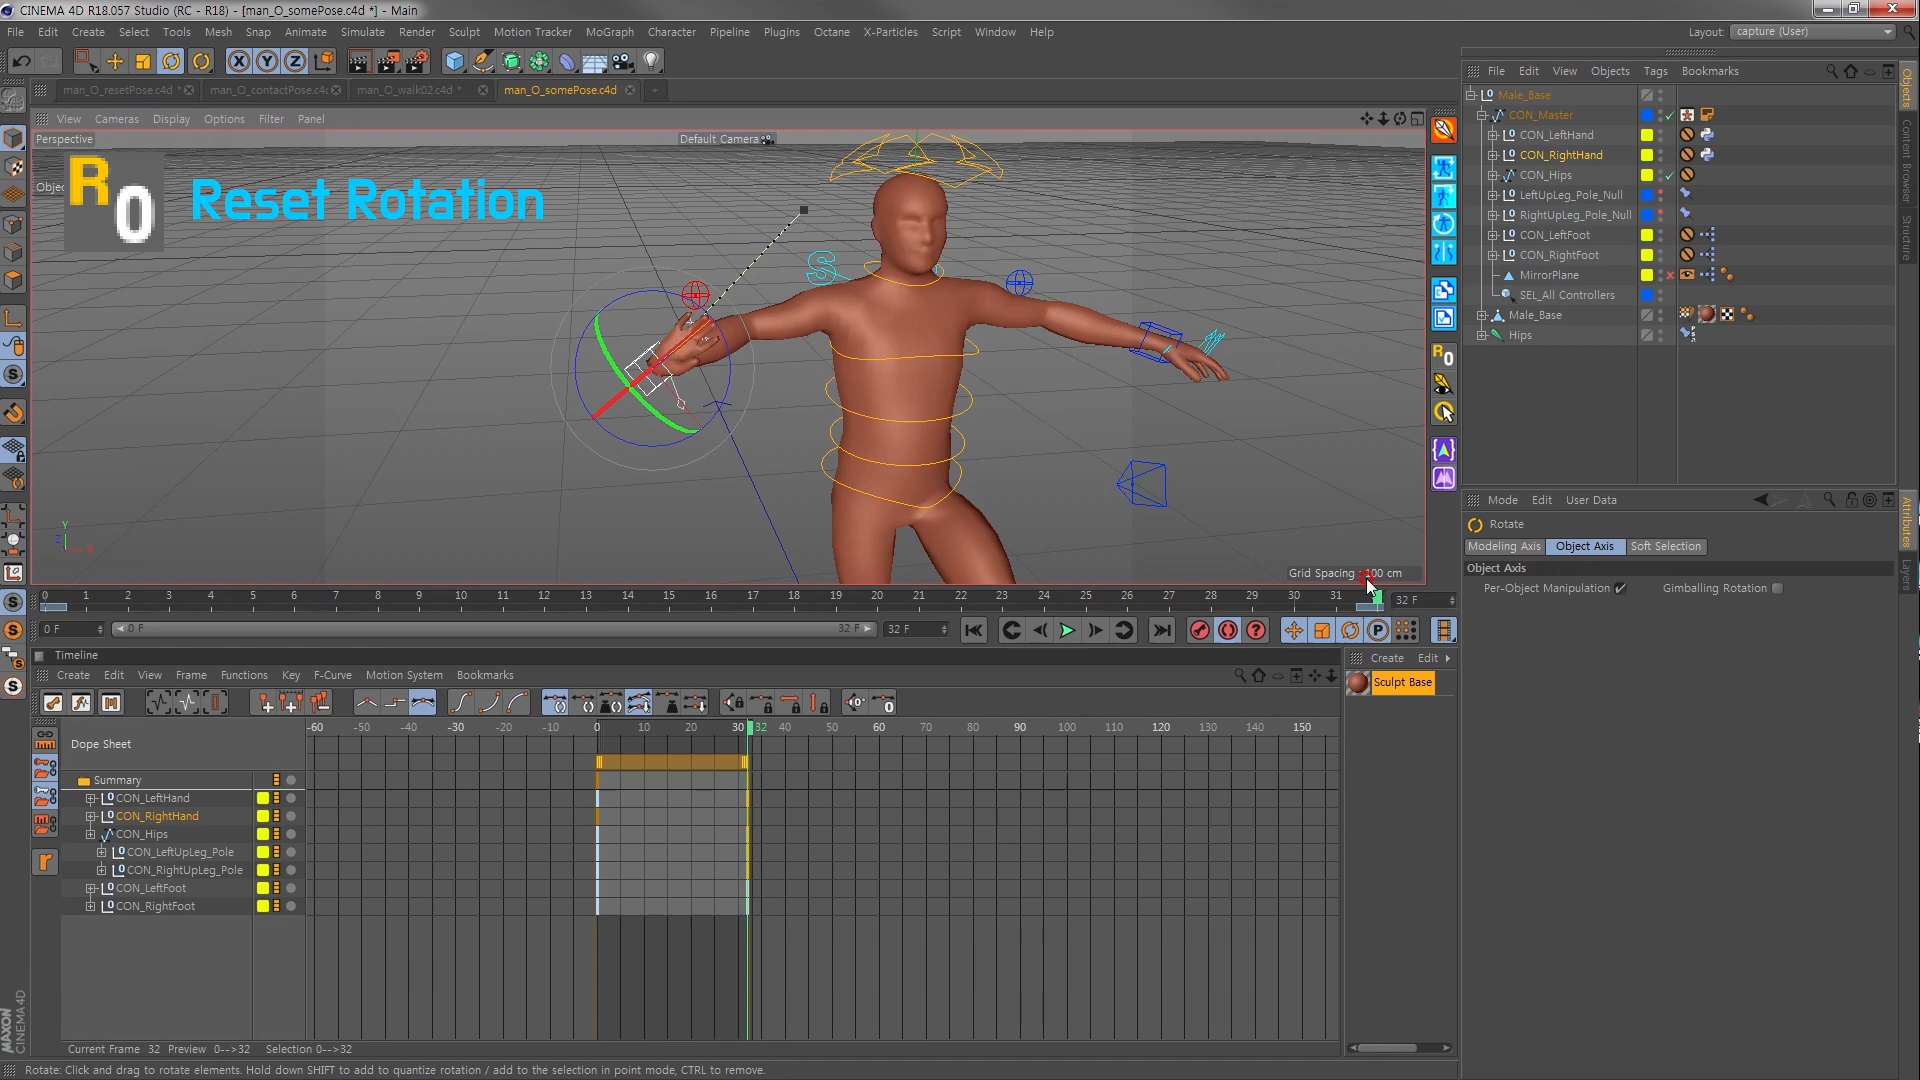 CINEMA 4D R18.057 Studio (RC - R18) - [man_O_somePose.c4d *] - Main
File Edit Create Select Tools Mesh Snap Animate Simulate Render Sculpt Motion Tracker MoGraph Character Pipeline Plugins Octane X-Particles Script Window Help
Layout: capture (User)
X Y Z
man_O_resetPose.c4d * man_O_contactPose.c4 man_O_walk02.c4d * man_O_somePose.c4d
View Cameras Display Options Filter Panel
Perspective
Default Camera
Objec
R0 Reset Rotation
S
Y
Z
Grid Spacing : 100 cm
File Edit View Objects Tags Bookmarks
Male_Base
CON_Master
CON_LeftHand
CON_RightHand
CON_Hips
LeftUpLeg_Pole_Null
RightUpLeg_Pole_Null
CON_LeftFoot
CON_RightFoot
MirrorPlane
SEL_All Controllers
Male_Base
Hips
Objects
Content Browser
Structure
R0
Mode Edit User Data
Rotate
Modeling Axis Object Axis Soft Selection
Object Axis
Per-Object Manipulation Gimballing Rotation
Attributes
Layers
0 1 2 3 4 5 6 7 8 9 10 11 12 13 14 15 16 17 18 19 20 21 22 23 24 25 26 27 28 29 30 31 32 F
0 F 0 F 32 F 32 F
P
Timeline
Create Edit View Frame Functions Key F-Curve Motion System Bookmarks
Create Edit
Sculpt Base
Dope Sheet
-60 -50 -40 -30 -20 -10 0 10 20 30 32 40 50 60 70 80 90 100 110 120 130 140 150
Summary
CON_LeftHand
CON_RightHand
CON_Hips
CON_LeftUpLeg_Pole
CON_RightUpLeg_Pole
CON_LeftFoot
CON_RightFoot
Current Frame 32 Preview 0-->32 Selection 0-->32
MAXON CINEMA 4D
Rotate: Click and drag to rotate elements. Hold down SHIFT to add to quantize rotation / add to the selection in point mode, CTRL to remove.